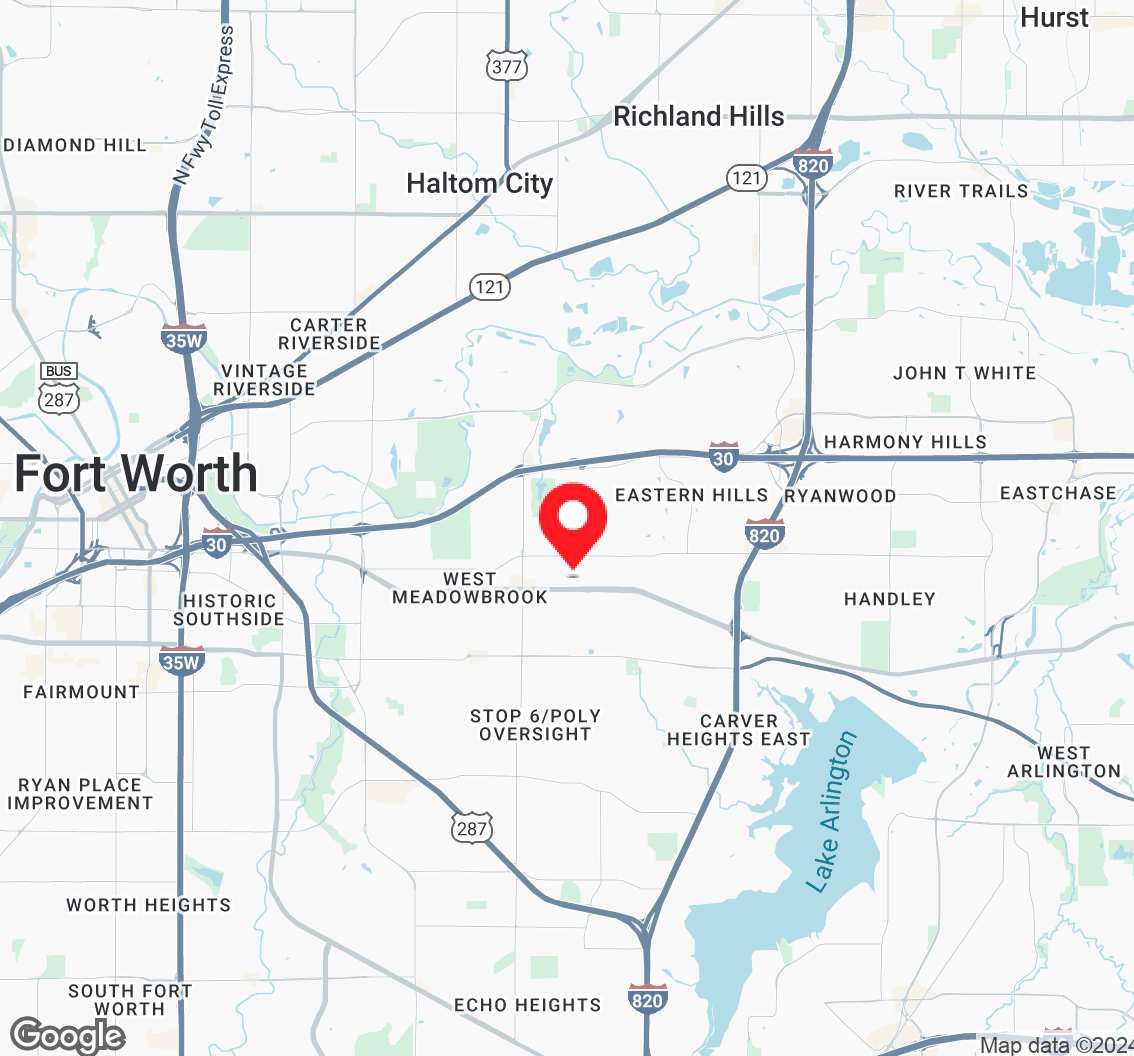 Hurst
377
N Fwy Toll Express
Richland Hills
DIAMOND HILL
820
121
Haltom City
RIVER TRAILS
121
CARTER
RIVERSIDE
35W
VINTAGE
RIVERSIDE
BUS
287
JOHN T WHITE
HARMONY HILLS
30
Fort Worth
EASTERN HILLS
RYANWOOD
EASTCHASE
820
30
WEST
MEADOWBROOK
HISTORIC
SOUTHSIDE
HANDLEY
35W
FAIRMOUNT
STOP 6/POLY
OVERSIGHT
CARVER
HEIGHTS EAST
WEST
ARLINGTON
Lake Arlington
RYAN PLACE
IMPROVEMENT
287
WORTH HEIGHTS
SOUTH FORT
WORTH
ECHO HEIGHTS
820
Google
Map data ©2024